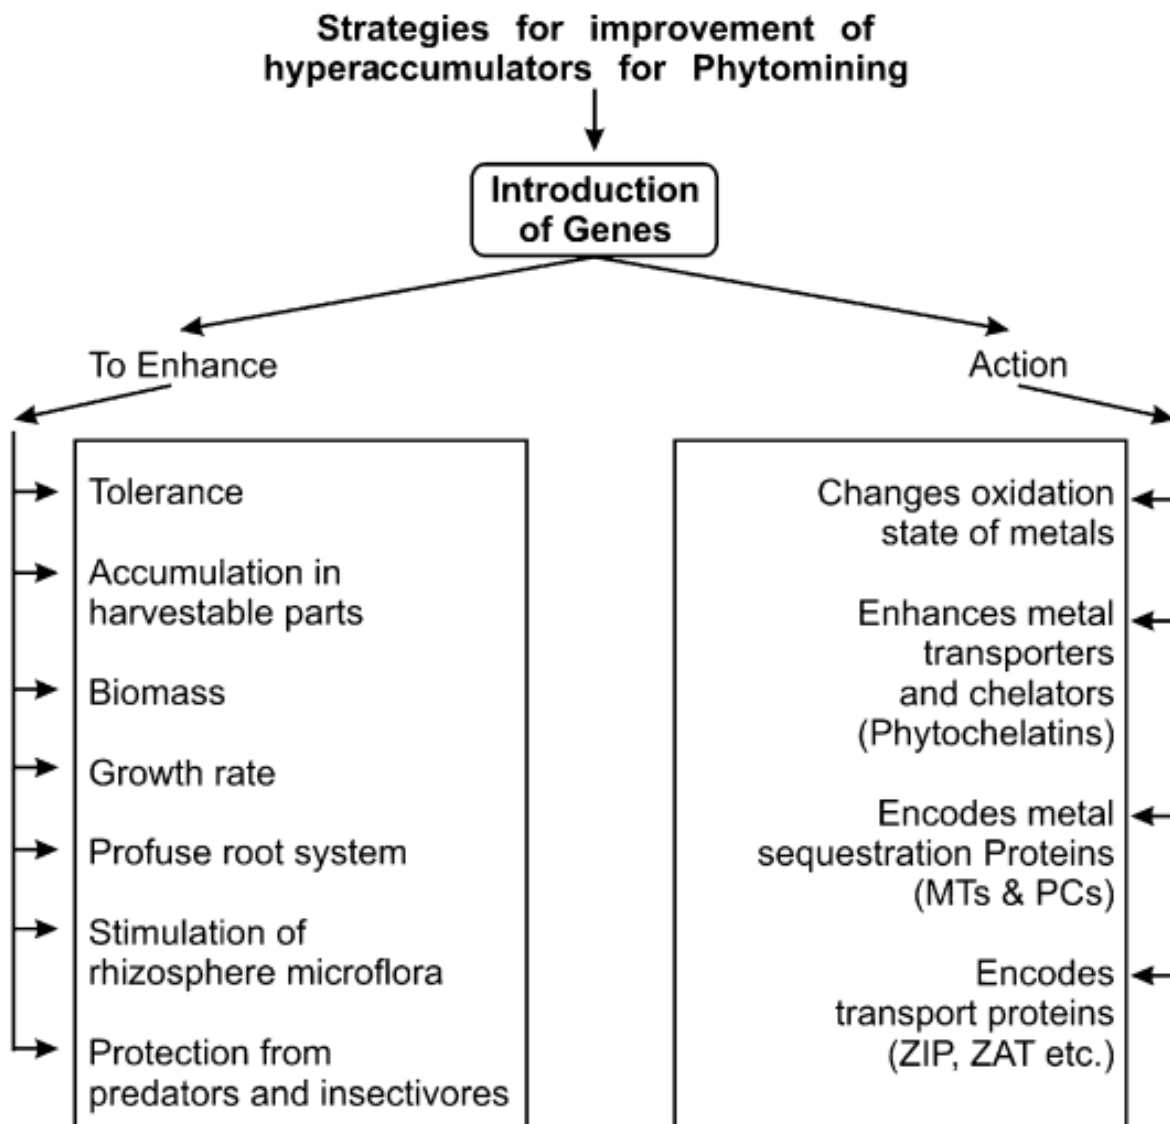 Strategies for improvement of
hyperaccumulators for Phytomining
Introduction
of Genes
To Enhance
Tolerance
Accumulation in
harvestable parts
Biomass
Growth rate
Profuse root system
Stimulation of
rhizosphere microflora
Protection from
predators and insectivores
Action
Changes oxidation
state of metals
Enhances metal
transporters
and chelators
(Phytochelatins)
Encodes metal
sequestration Proteins
(MTs & PCs)
Encodes
transport proteins
(ZIP, ZAT etc.)